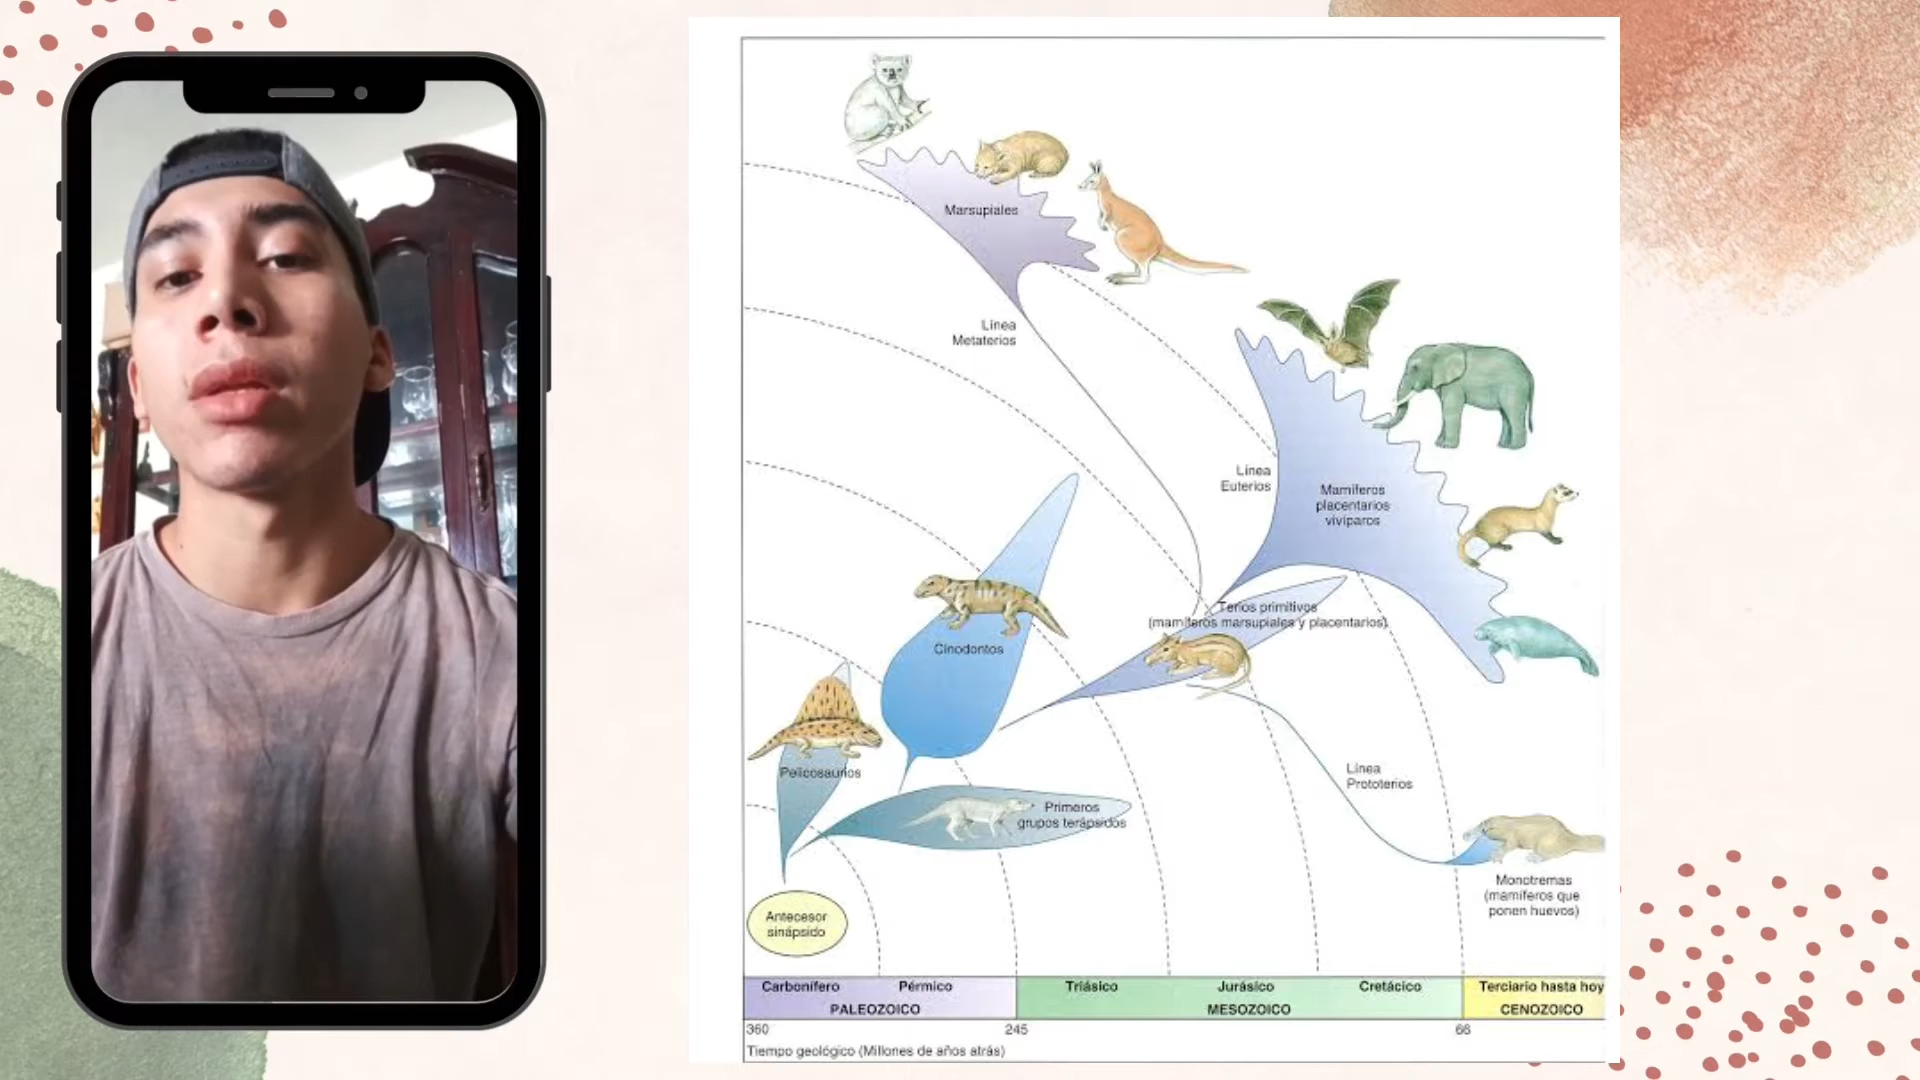 Marsupiales
Línea
Metaterios
Línea
Euterios
Mamíferos
placentarios
vivíparos
Terios primitivos
(mamíferos marsupiales y placentarios)
Cinodontos
Pelicosaurios
Línea
Prototerios
Primeros
grupos terápsidos
Monotremas
(mamíferos que
ponen huevos)
Antecesor
sinápsido
Carbonífero Pérmico Triásico Jurásico Cretácico Terciario hasta hoy
PALEOZOICO MESOZOICO CENOZOICO
360 245 66
Tiempo geológico (Millones de años atrás)